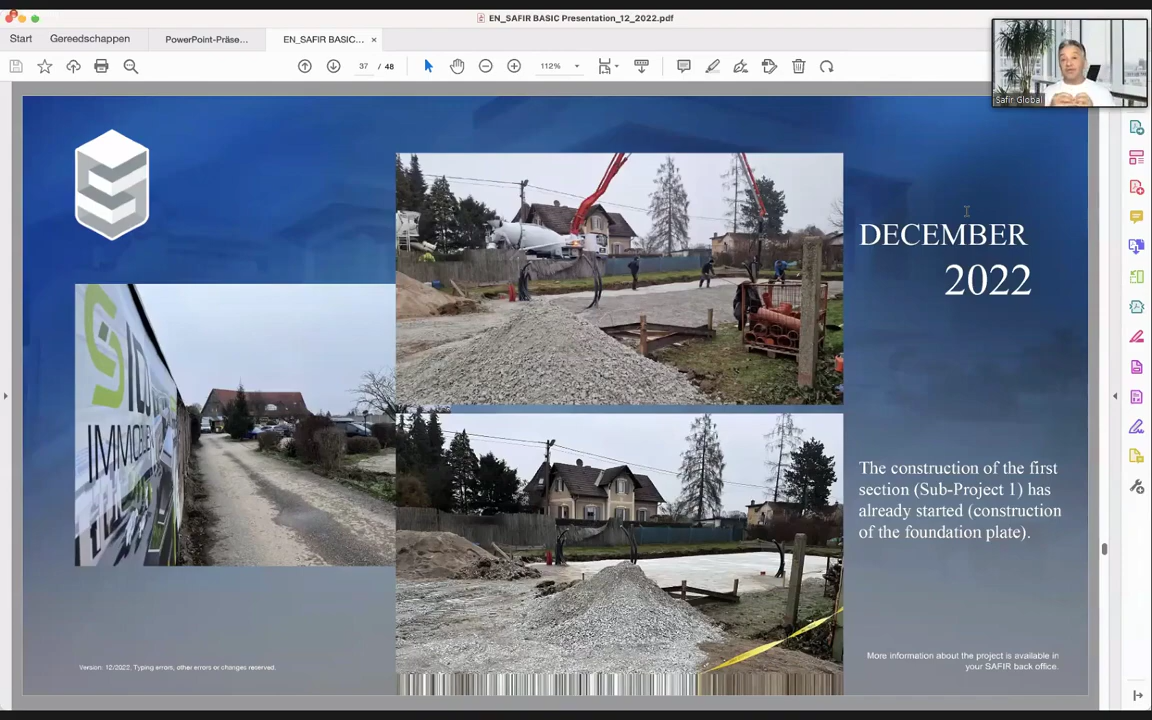 EN_SAFIR BASIC Presentation_12_2022.pdf
Start
Gereedschappen
PowerPoint-Präse...
EN_SAFIR BASIC... ×
37 / 48
112%
Safir Global
DECEMBER
2022
IMMOBILIE
The construction of the first
section (Sub-Project 1) has
already started (construction
of the foundation plate).
Version: 12/2022. Typing errors, other errors or changes reserved.
More information about the project is available in
your SAFIR back office.